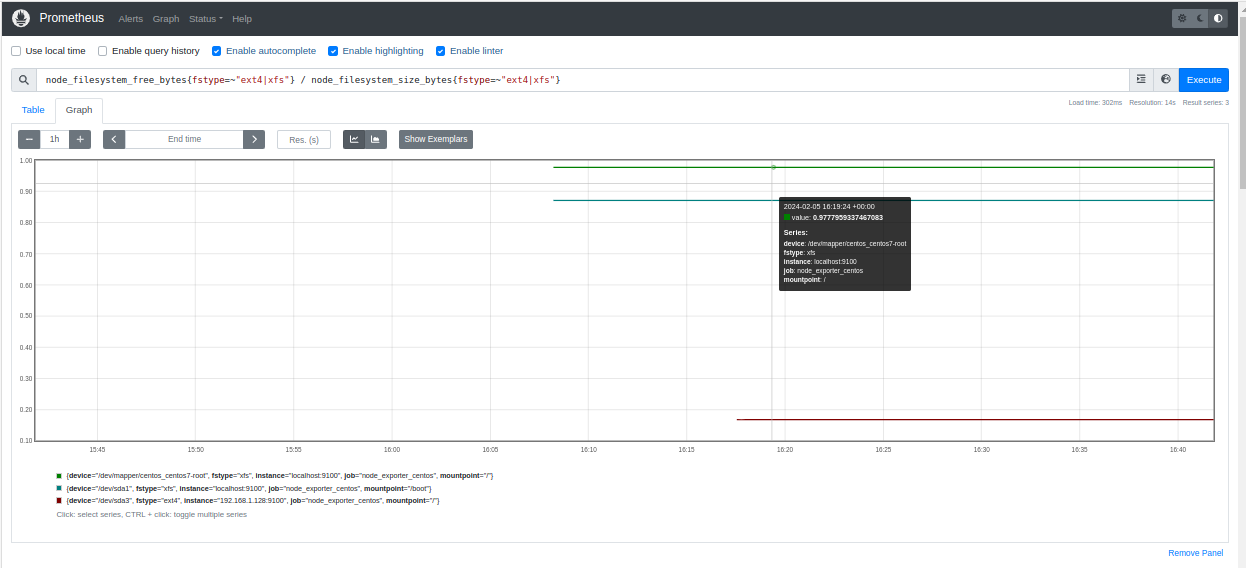 Prometheus Alerts Graph Status Help
Use local time Enable query history Enable autocomplete Enable highlighting Enable linter
node_filesystem_free_bytes{fstype=~"ext4|xfs"} / node_filesystem_size_bytes{fstype=~"ext4|xfs"} Execute
Table Graph Load time: 302ms Resolution: 14s Result series: 3
− 1h + End time Res. (s) Show Exemplars
1.00
0.90
0.80
0.70
0.60
0.50
0.40
0.30
0.20
0.10
2024-02-05 16:19:24 +00:00
value: 0.9777959337467083
Series:
device: /dev/mapper/centos_centos7-root
fstype: xfs
instance: localhost:9100
job: node_exporter_centos
mountpoint: /
15:45 15:50 15:55 16:00 16:05 16:10 16:15 16:20 16:25 16:30 16:35 16:40
{device="/dev/mapper/centos_centos7-root", fstype="xfs", instance="localhost:9100", job="node_exporter_centos", mountpoint="/"}
{device="/dev/sda1", fstype="xfs", instance="localhost:9100", job="node_exporter_centos", mountpoint="/boot"}
{device="/dev/sda3", fstype="ext4", instance="192.168.1.128:9100", job="node_exporter_centos", mountpoint="/"}
Click: select series, CTRL + click: toggle multiple series
Remove Panel